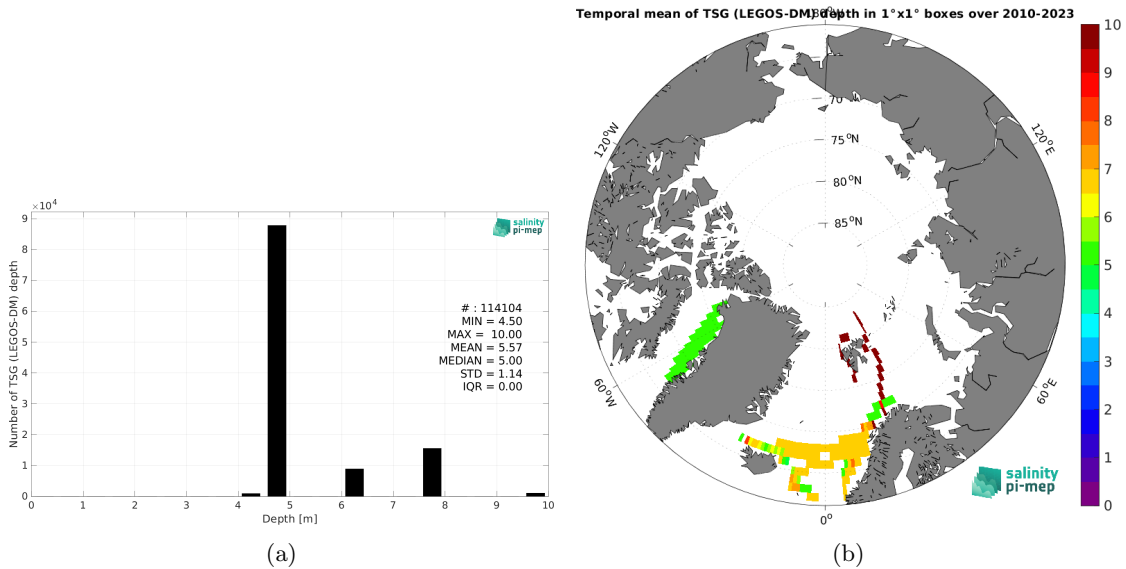 Temporal mean of TSG (LEGOS-DM) depth in 1°x1° boxes over 2010-2023
×10⁴
9
8
7
6
5
4
3
2
1
0
Number of TSG (LEGOS-DM) depth
0 1 2 3 4 5 6 7 8 9 10
Depth [m]
salinity
pi-mep
# : 114104
MIN = 4.50
MAX = 10.00
MEAN = 5.57
MEDIAN = 5.00
STD = 1.14
IQR = 0.00
(a)
120°W
120°E
60°W
60°E
0°
75°N
80°N
85°N
salinity
pi-mep
10
9
8
7
6
5
4
3
2
1
0
(b)